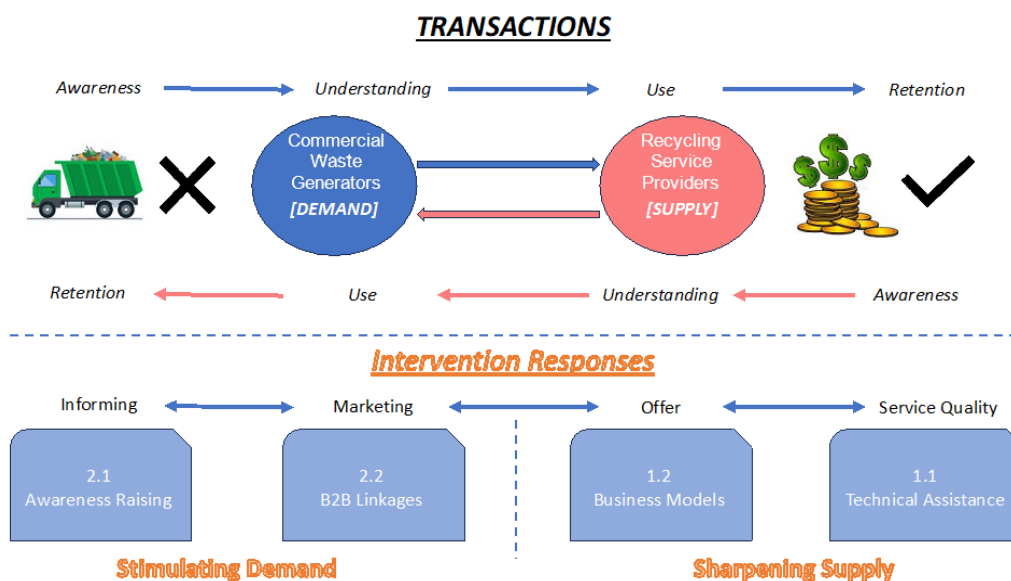 TRANSACTIONS
Awareness Understanding Use Retention
Commercial
Waste
Generators
[DEMAND]
Recycling
Service
Providers
[SUPPLY]
Retention Use Understanding Awareness
Intervention Responses
Informing Marketing Offer Service Quality
2.1
Awareness Raising
2.2
B2B Linkages
1.2
Business Models
1.1
Technical Assistance
Stimulating Demand Sharpening Supply